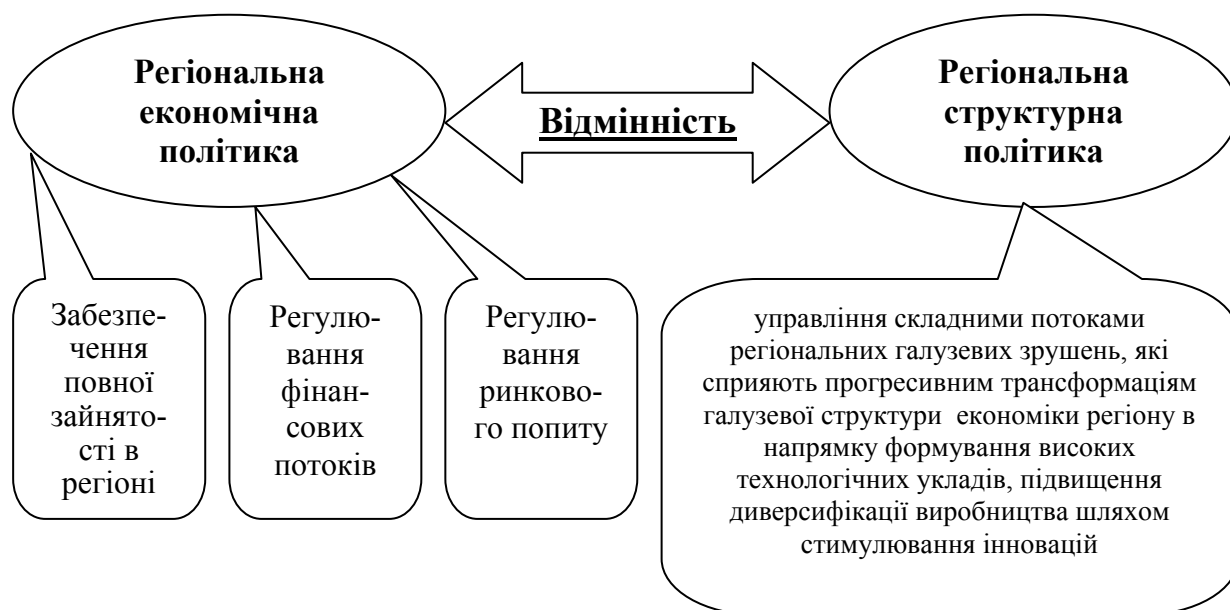 Регіональна
економічна
політика
Відмінність
Регіональна
структурна
політика
Забезпе-
чення
повної
зайнято-
сті в
регіоні
Регулю-
вання
фінан-
сових
потоків
Регулю-
вання
ринково-
го попиту
управління складними потоками
регіональних галузевих зрушень, які
сприяють прогресивним трансформаціям
галузевої структури економіки регіону в
напрямку формування високих
технологічних укладів, підвищення
диверсифікації виробництва шляхом
стимулювання інновацій